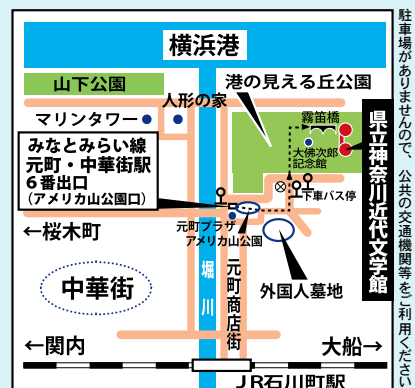 横浜港
山下公園
港の見える丘公園
人形の家
マリンタワー
霧笛橋
大佛次郎
記念館
県立神奈川近代文学館
みなとみらい線
元町・中華街駅
6番出口
(アメリカ山公園口)
下車バス停
←桜木町
元町プラザ
アメリカ山公園
堀川
元町商店街
中華街
外国人墓地
←関内
大船→
JR石川町駅
駐車場がありませんので、公共の交通機関等をご利用ください